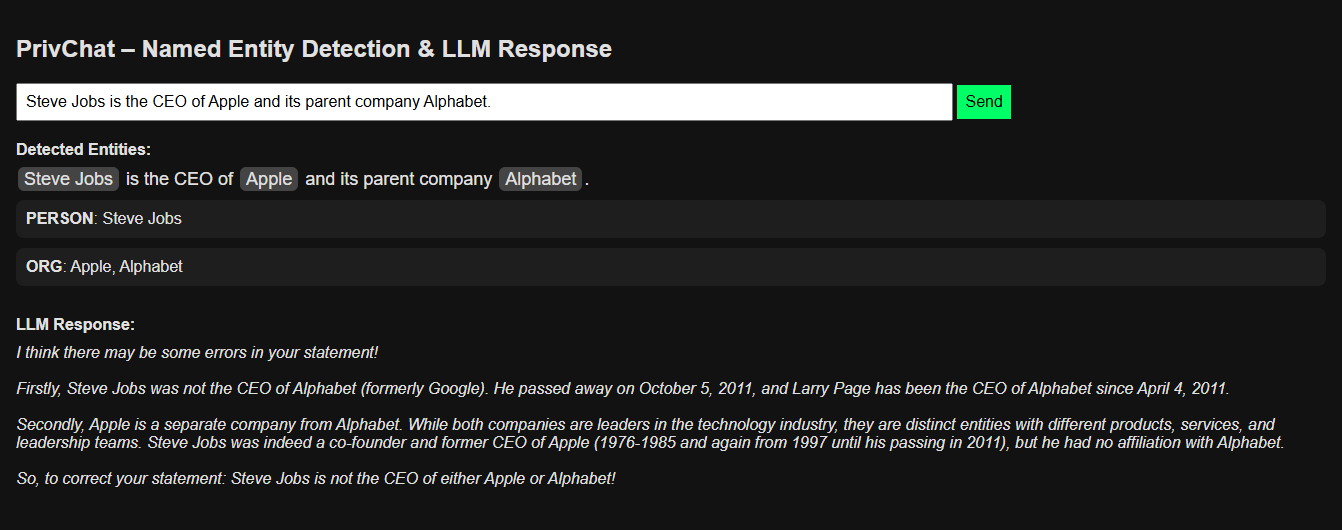 PrivChat – Named Entity Detection & LLM Response
Steve Jobs is the CEO of Apple and its parent company Alphabet. Send
Detected Entities:
Steve Jobs is the CEO of Apple and its parent company Alphabet.
PERSON: Steve Jobs
ORG: Apple, Alphabet
LLM Response:
I think there may be some errors in your statement!
Firstly, Steve Jobs was not the CEO of Alphabet (formerly Google). He passed away on October 5, 2011, and Larry Page has been the CEO of Alphabet since April 4, 2011.
Secondly, Apple is a separate company from Alphabet. While both companies are leaders in the technology industry, they are distinct entities with different products, services, and
leadership teams. Steve Jobs was indeed a co-founder and former CEO of Apple (1976-1985 and again from 1997 until his passing in 2011), but he had no affiliation with Alphabet.
So, to correct your statement: Steve Jobs is not the CEO of either Apple or Alphabet!